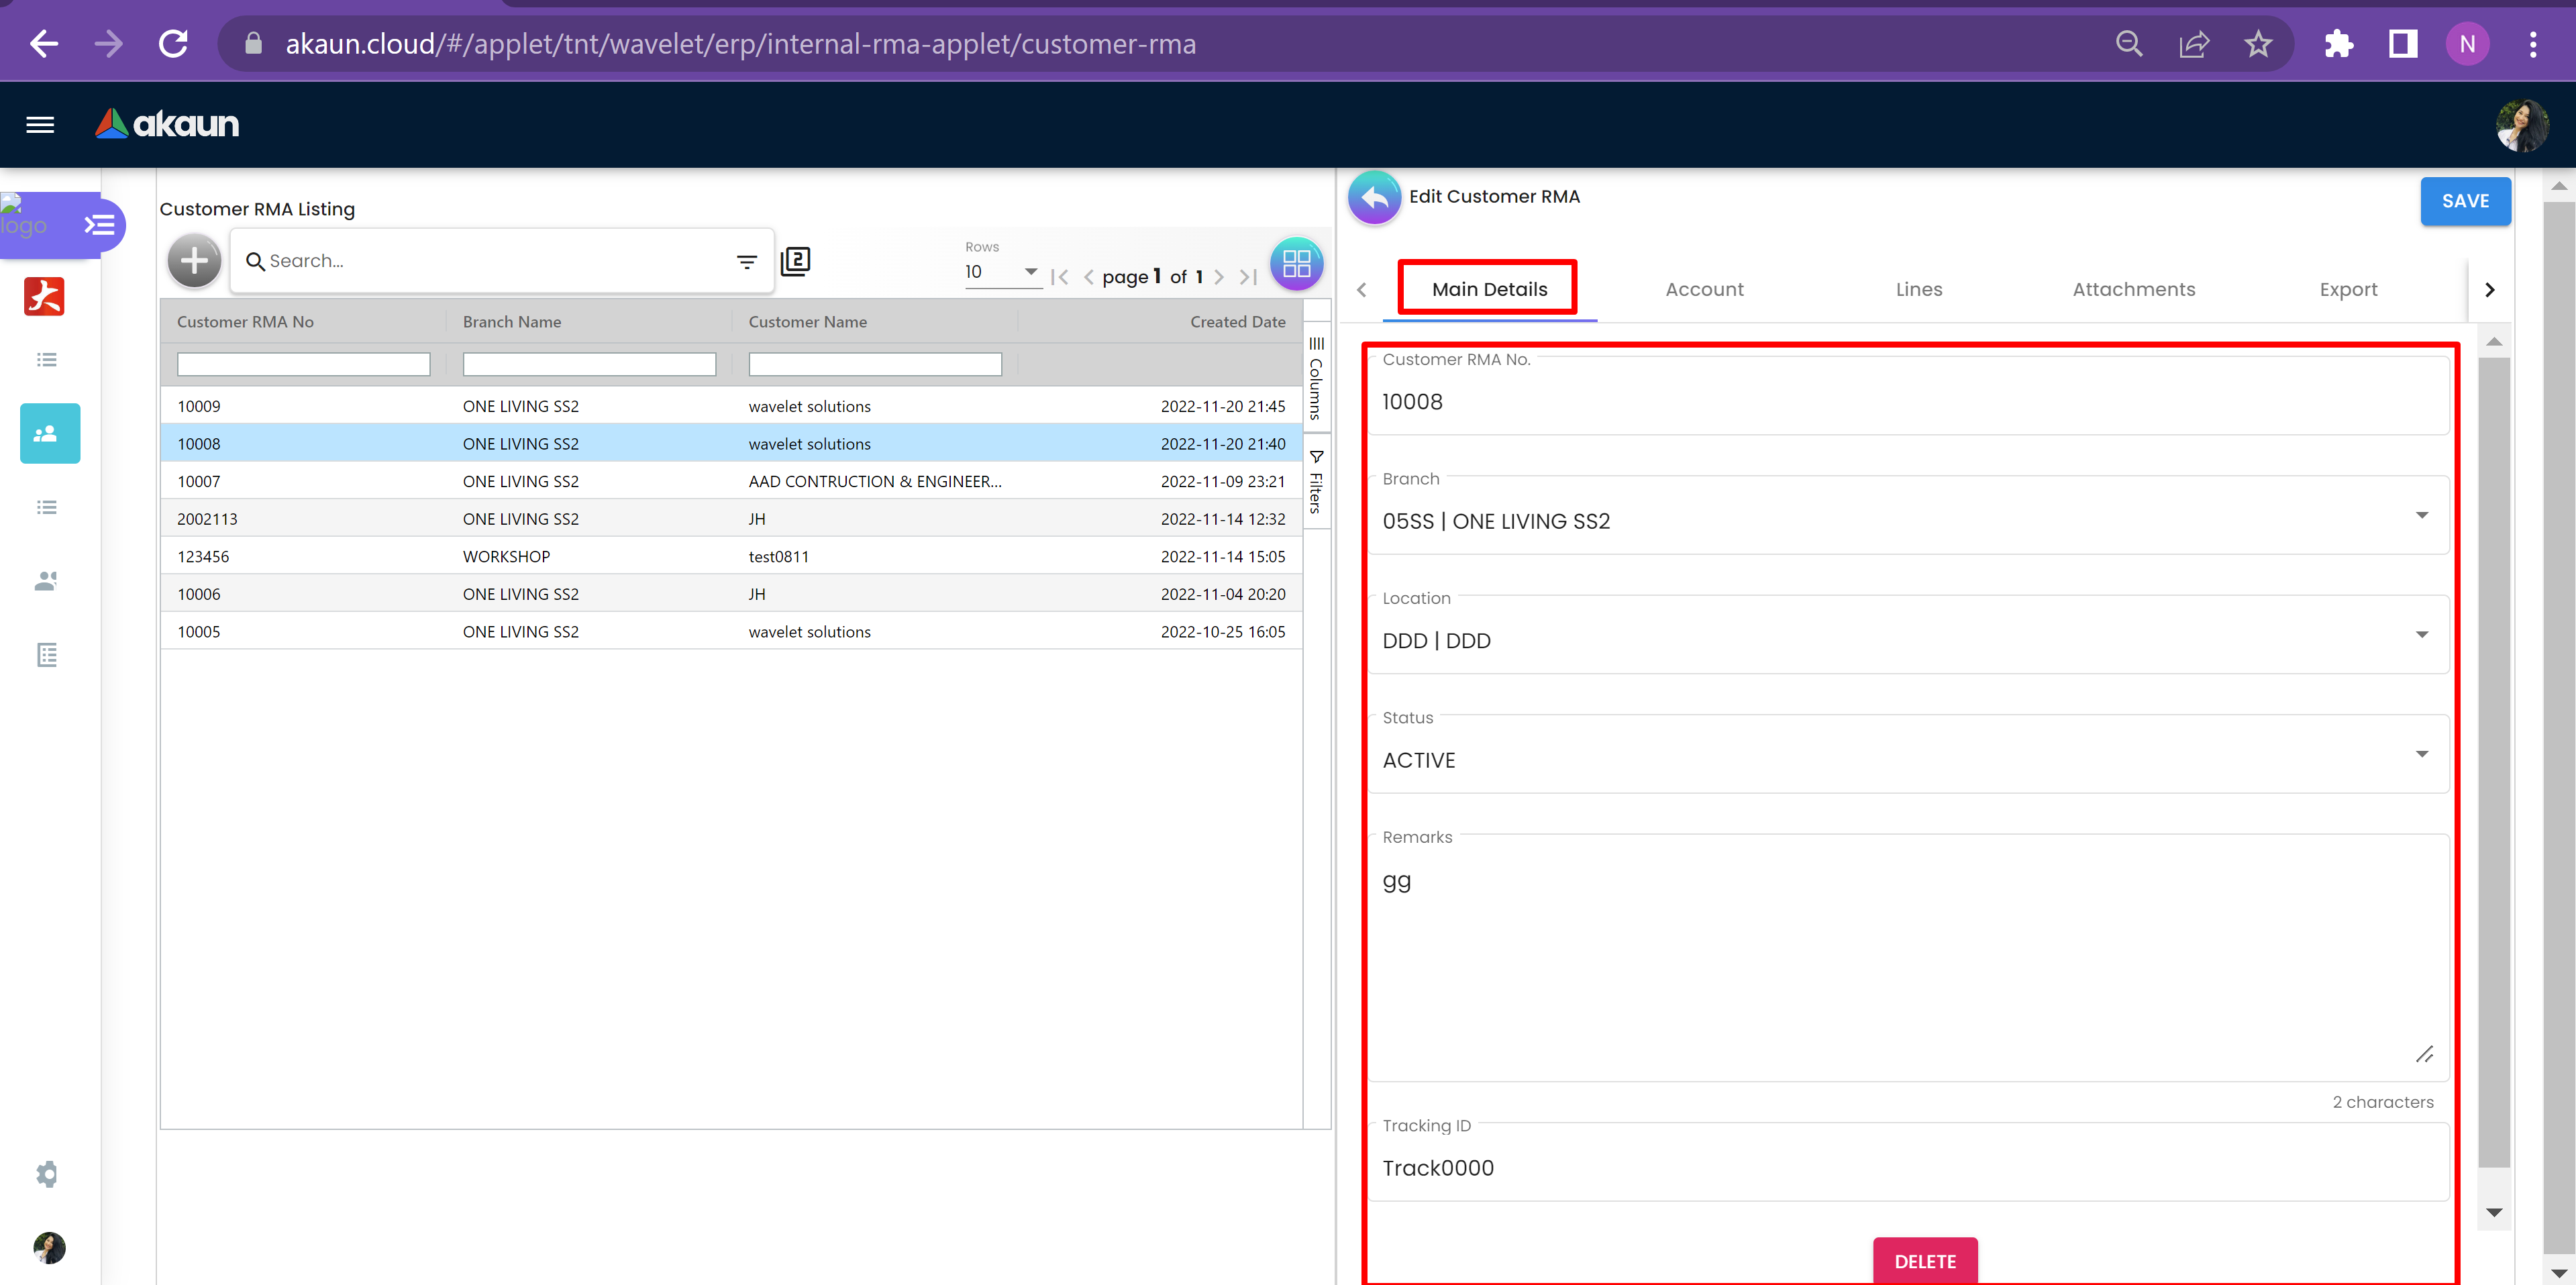 akaun.cloud/#/applet/tnt/wavelet/erp/internal-rma-applet/customer-rma
N
akaun
logo
Customer RMA Listing
Search...
2
Rows
10
page 1 of 1
Customer RMA No Branch Name Customer Name Created Date
10009 ONE LIVING SS2 wavelet solutions 2022-11-20 21:45
10008 ONE LIVING SS2 wavelet solutions 2022-11-20 21:40
10007 ONE LIVING SS2 AAD CONTRUCTION & ENGINEER... 2022-11-09 23:21
2002113 ONE LIVING SS2 JH 2022-11-14 12:32
123456 WORKSHOP test0811 2022-11-14 15:05
10006 ONE LIVING SS2 JH 2022-11-04 20:20
10005 ONE LIVING SS2 wavelet solutions 2022-10-25 16:05
Columns
Filters
Edit Customer RMA
SAVE
Main Details Account Lines Attachments Export
Customer RMA No.
10008
Branch
05SS | ONE LIVING SS2
Location
DDD | DDD
Status
ACTIVE
Remarks
gg
2 characters
Tracking ID
Track0000
DELETE